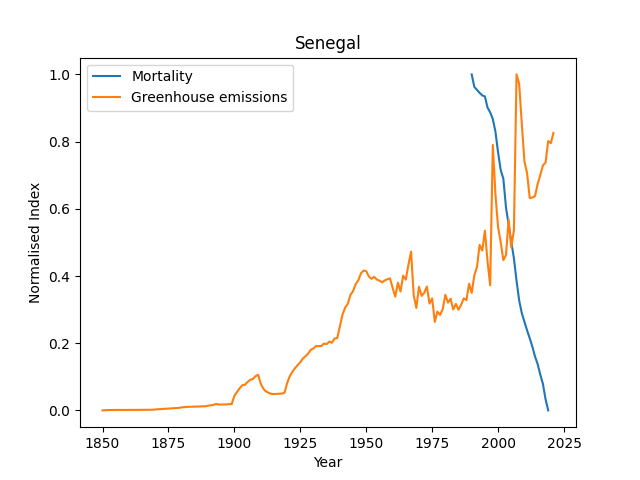 Senegal
Mortality
Greenhouse emissions
1.0
0.8
0.6
0.4
0.2
0.0
Normalised Index
1850 1875 1900 1925 1950 1975 2000 2025
Year